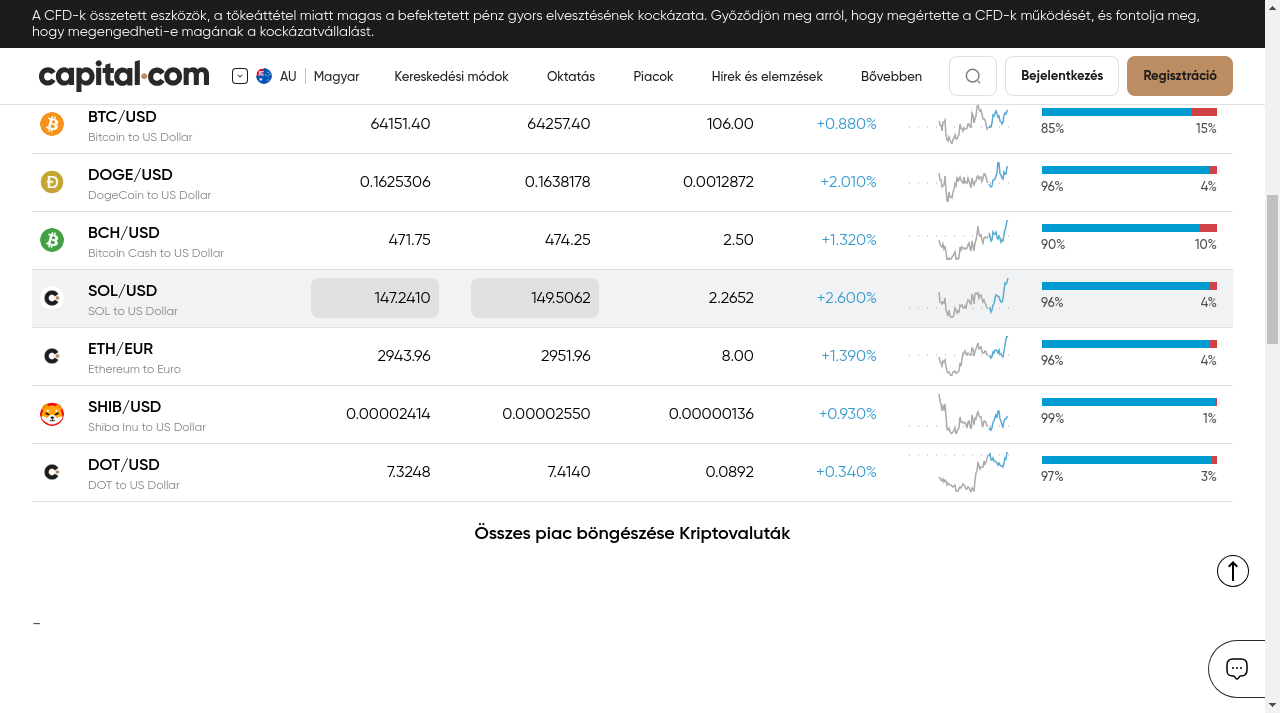 A CFD-k összetett eszközök, a tőkeáttétel miatt magas a befektetett pénz gyors elvesztésének kockázata. Győződjön meg arról, hogy megértette a CFD-k működését, és fontolja meg,
hogy megengedheti-e magának a kockázatvállalást.
capital.com AU Magyar Kereskedési módok Oktatás Piacok Hírek és elemzések Bővebben Bejelentkezés Regisztráció
BTC/USD 64151.40 64257.40 106.00 +0.880%
Bitcoin to US Dollar 85% 15%
DOGE/USD 0.1625306 0.1638178 0.0012872 +2.010%
DogeCoin to US Dollar 96% 4%
BCH/USD 471.75 474.25 2.50 +1.320%
Bitcoin Cash to US Dollar 90% 10%
SOL/USD 147.2410 149.5062 2.2652 +2.600%
SOL to US Dollar 96% 4%
ETH/EUR 2943.96 2951.96 8.00 +1.390%
Ethereum to Euro 96% 4%
SHIB/USD 0.00002414 0.00002550 0.00000136 +0.930%
Shiba Inu to US Dollar 99% 1%
DOT/USD 7.3248 7.4140 0.0892 +0.340%
DOT to US Dollar 97% 3%
Összes piac böngészése Kriptovaluták
–